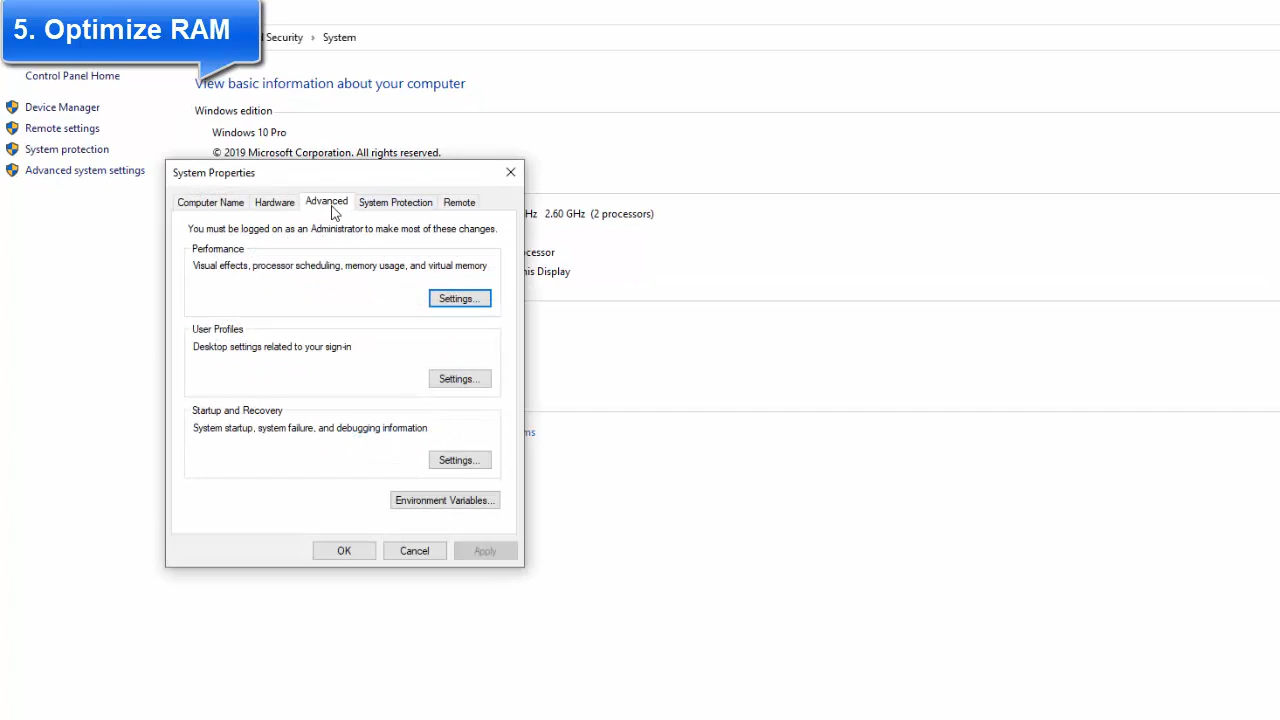 5. Optimize RAM
Security › System
Control Panel Home
View basic information about your computer
Device Manager
Windows edition
Remote settings
Windows 10 Pro
System protection
© 2019 Microsoft Corporation. All rights reserved.
Advanced system settings
System Properties
Computer Name Hardware Advanced System Protection Remote
2.60 GHz (2 processors)
You must be logged on as an Administrator to make most of these changes.
Performance
Visual effects, processor scheduling, memory usage, and virtual memory
Display
Settings...
User Profiles
Desktop settings related to your sign-in
Settings...
Startup and Recovery
System startup, system failure, and debugging information
Settings...
Environment Variables...
OK Cancel Apply